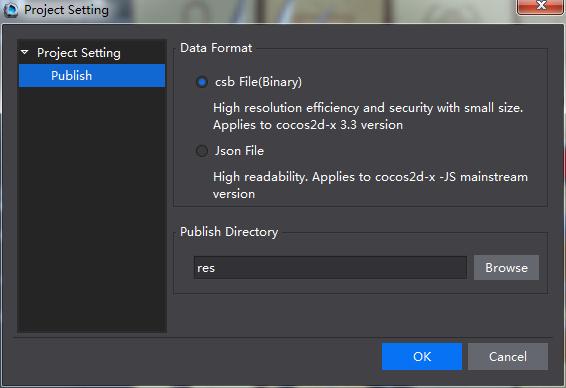 Project Setting
Project Setting
Publish
Data Format
csb File(Binary)
High resolution efficiency and security with small size.
Applies to cocos2d-x 3.3 version
Json File
High readability. Applies to cocos2d-x -JS mainstream
version
Publish Directory
res
Browse
OK
Cancel